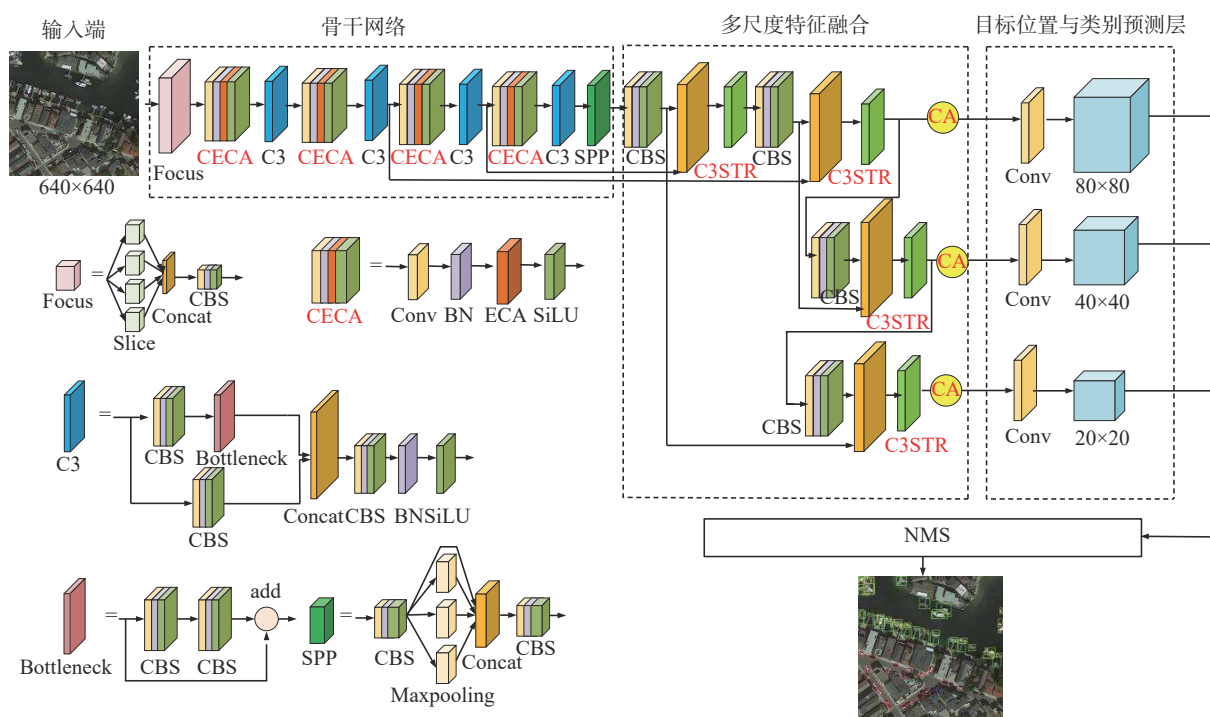 输入端
骨干网络
多尺度特征融合
目标位置与类别预测层
640×640
Focus
CECA
C3
CECA
C3
CECA
C3
CECA
C3
SPP
CBS
C3STR
CBS
C3STR
CA
Conv
80×80
CBS
C3STR
CA
Conv
40×40
CBS
C3STR
CA
Conv
20×20
Focus
=
Slice
Concat
CBS
CECA
=
Conv
BN
ECA
SiLU
C3
=
CBS
Bottleneck
CBS
Concat
CBS
BN
SiLU
Bottleneck
=
CBS
CBS
add
SPP
=
CBS
Maxpooling
Concat
CBS
NMS